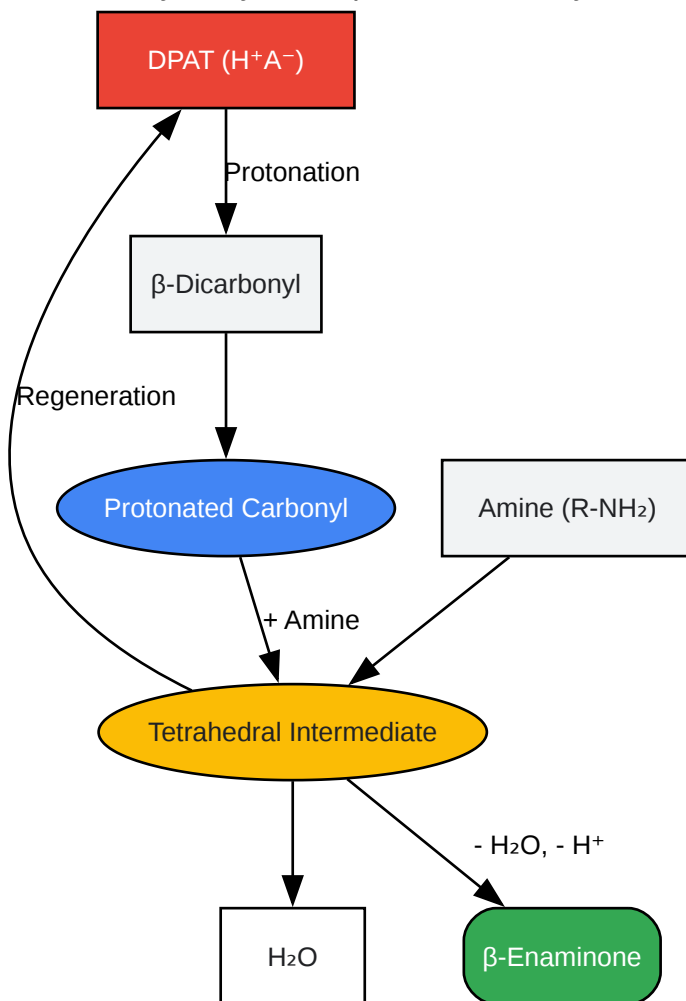 DPAT (H⁺A⁻)
Protonation
β-Dicarbonyl
Regeneration
Protonated Carbonyl
Amine (R-NH₂)
+ Amine
Tetrahedral Intermediate
- H₂O, - H⁺
H₂O
β-Enaminone